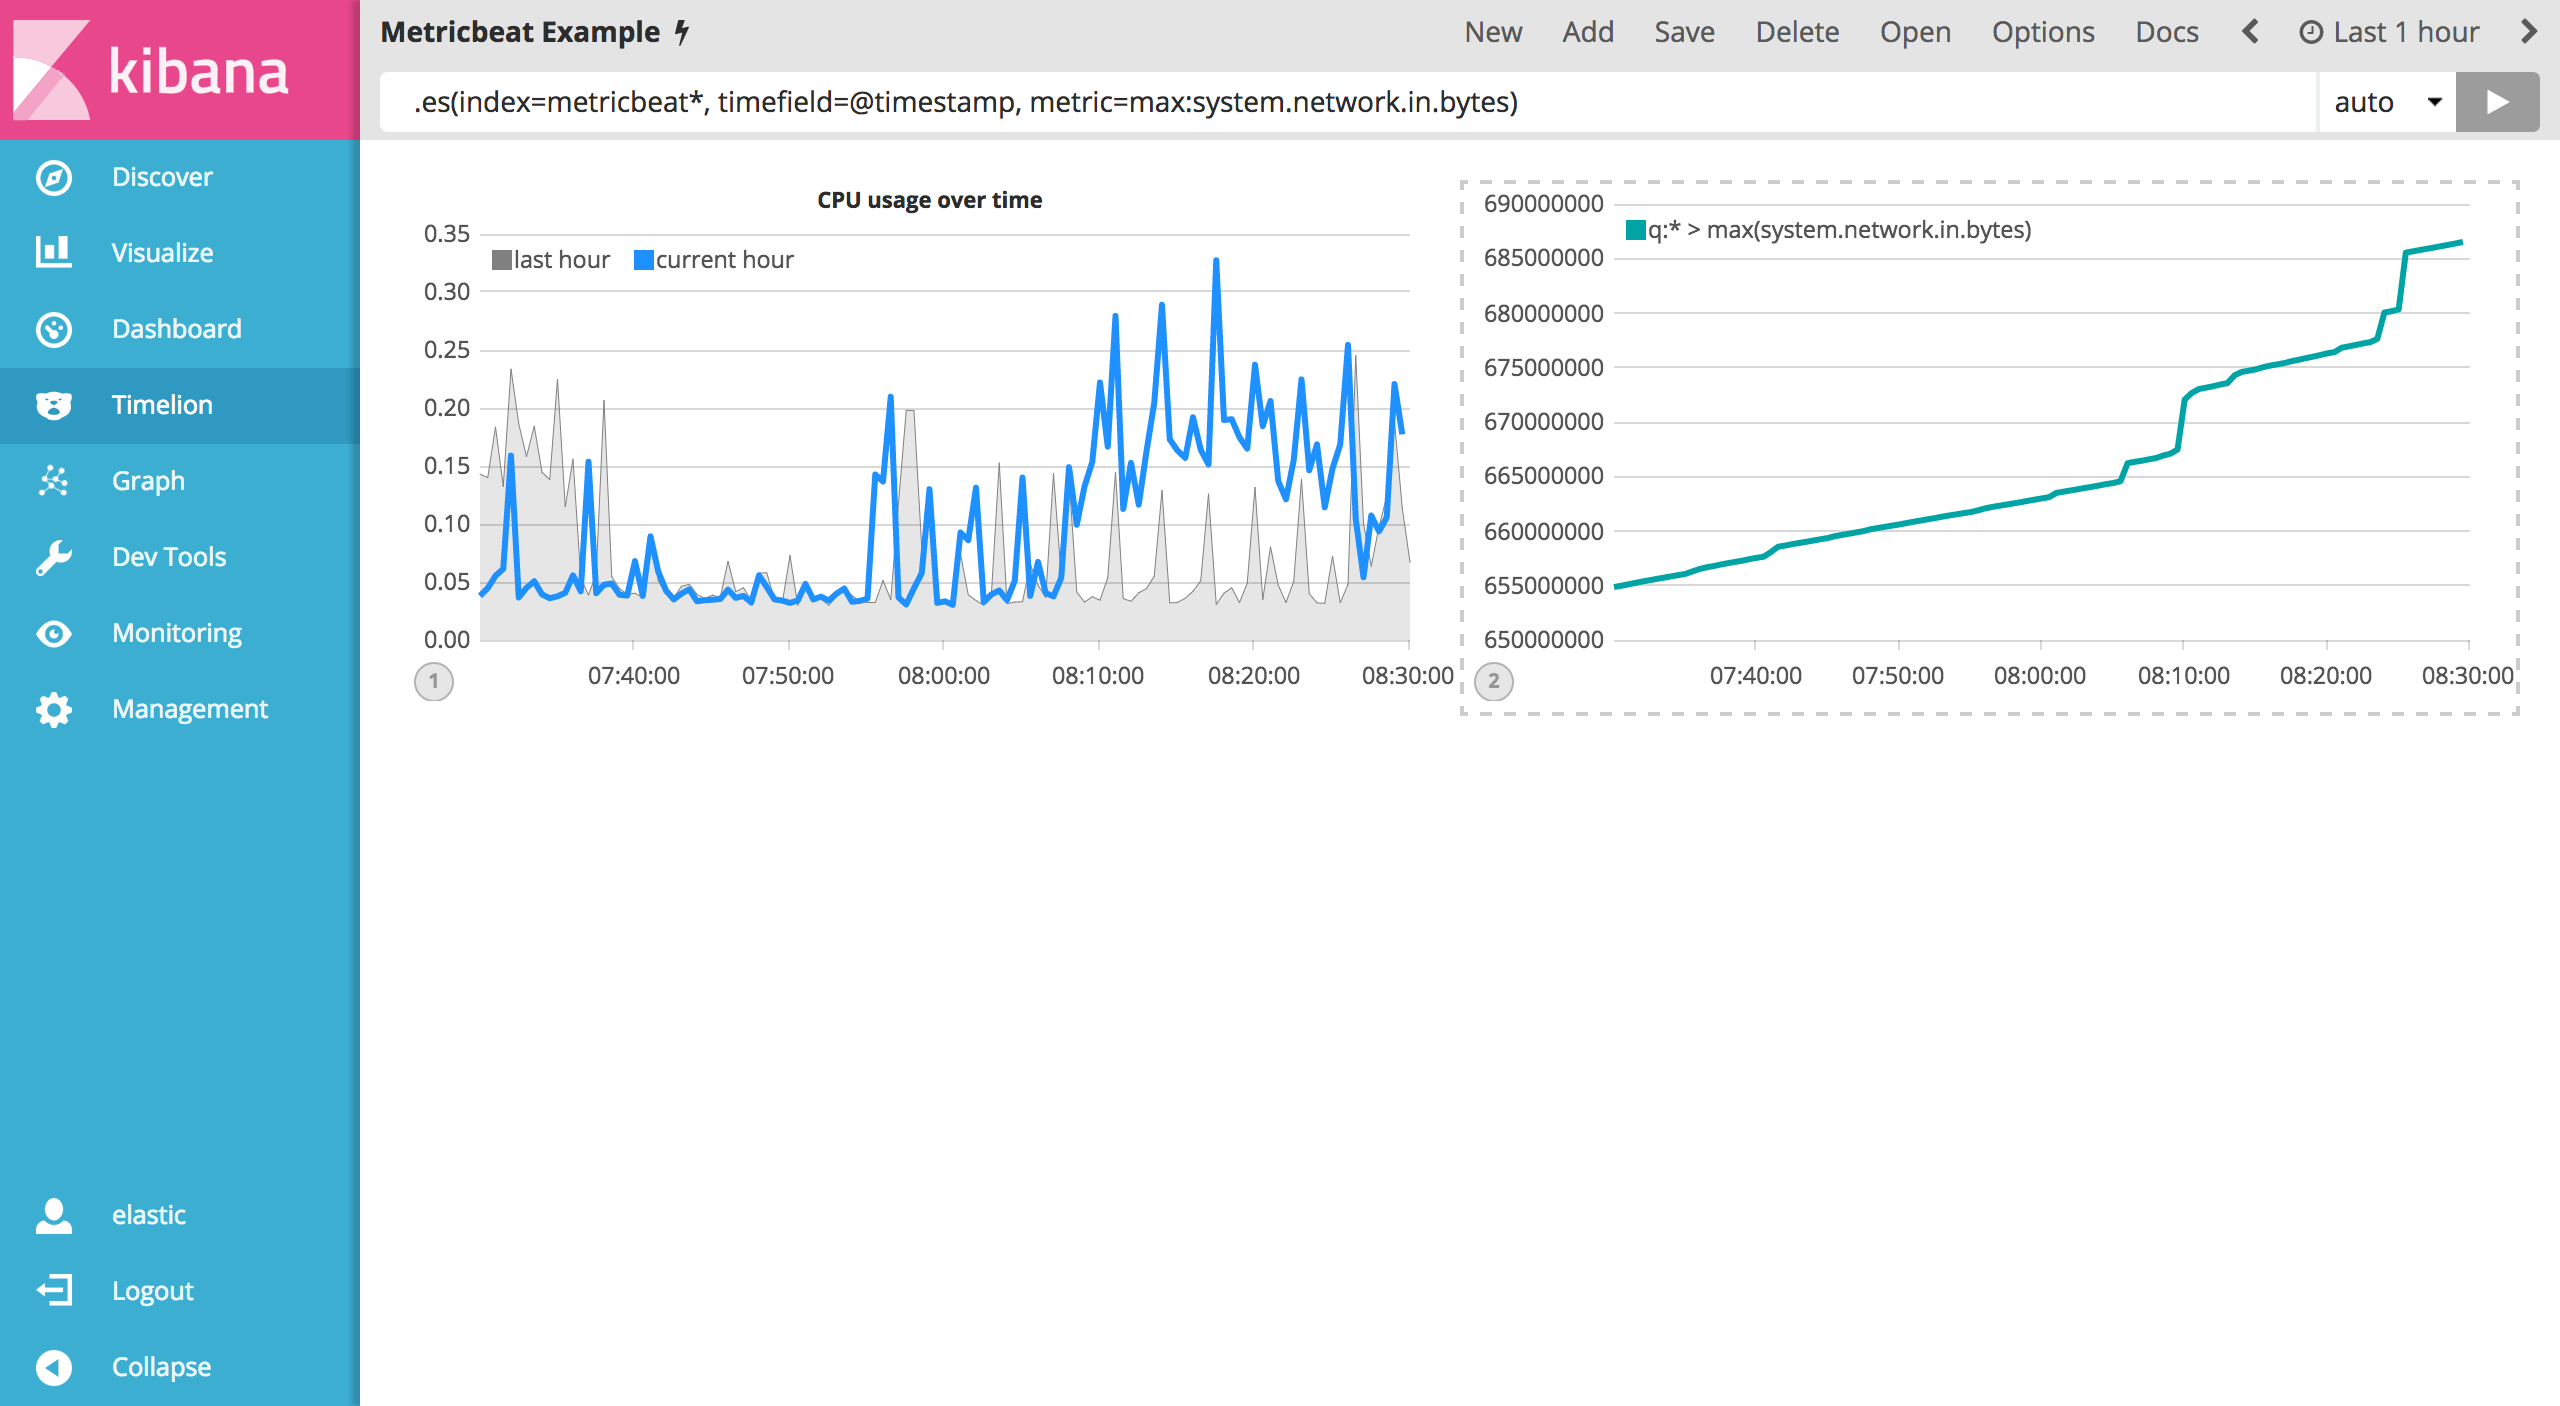 kibana
Metricbeat Example
New Add Save Delete Open Options Docs Last 1 hour
.es(index=metricbeat*, timefield=@timestamp, metric=max:system.network.in.bytes)
auto
Discover
Visualize
Dashboard
Timelion
Graph
Dev Tools
Monitoring
Management
elastic
Logout
Collapse
CPU usage over time
last hour current hour
0.35
0.30
0.25
0.20
0.15
0.10
0.05
0.00
07:40:00 07:50:00 08:00:00 08:10:00 08:20:00 08:30:00
1
q:* > max(system.network.in.bytes)
690000000
685000000
680000000
675000000
670000000
665000000
660000000
655000000
650000000
07:40:00 07:50:00 08:00:00 08:10:00 08:20:00 08:30:00
2